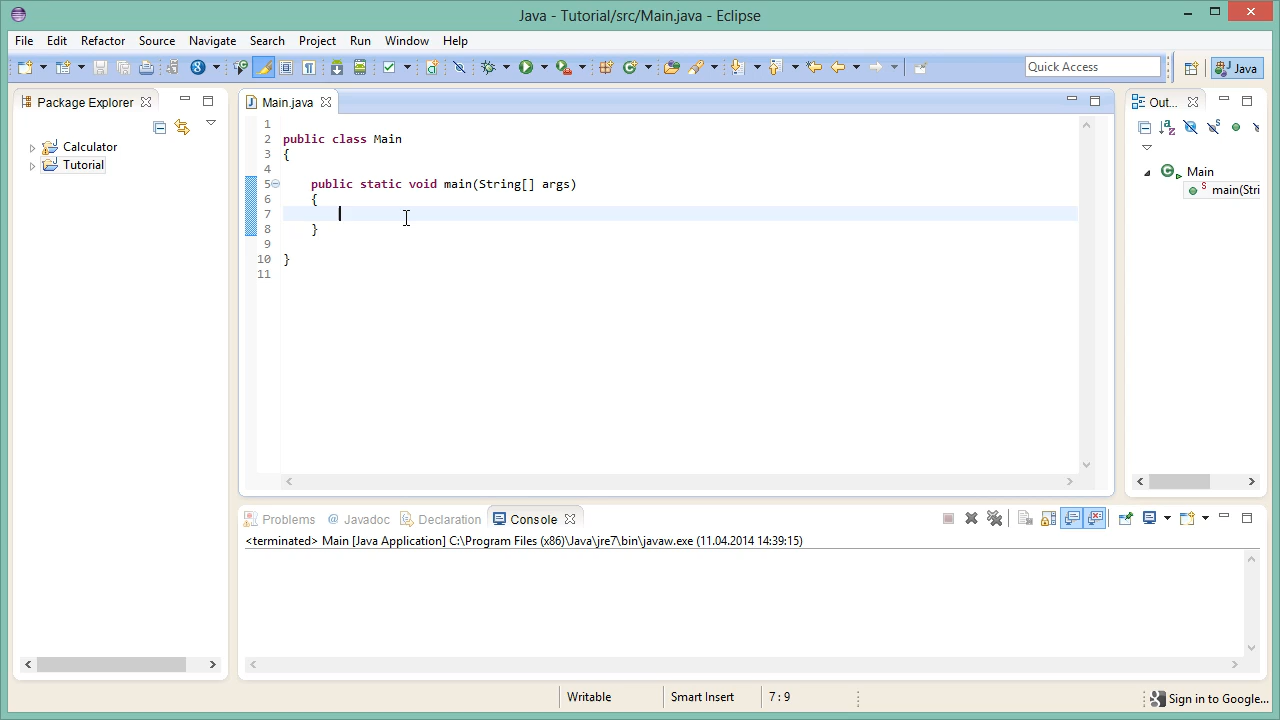 Java - Tutorial/src/Main.java - Eclipse
File Edit Refactor Source Navigate Search Project Run Window Help
Quick Access
Java
Package Explorer
Main.java
Out...
Calculator
Tutorial
1
2 public class Main
3 {
4
5 public static void main(String[] args)
6 {
7
8 }
9
10 }
11
Main
main(Stri
Problems @ Javadoc Declaration Console
<terminated> Main [Java Application] C:\Program Files (x86)\Java\jre7\bin\javaw.exe (11.04.2014 14:39:15)
Writable Smart Insert 7 : 9 Sign in to Google...